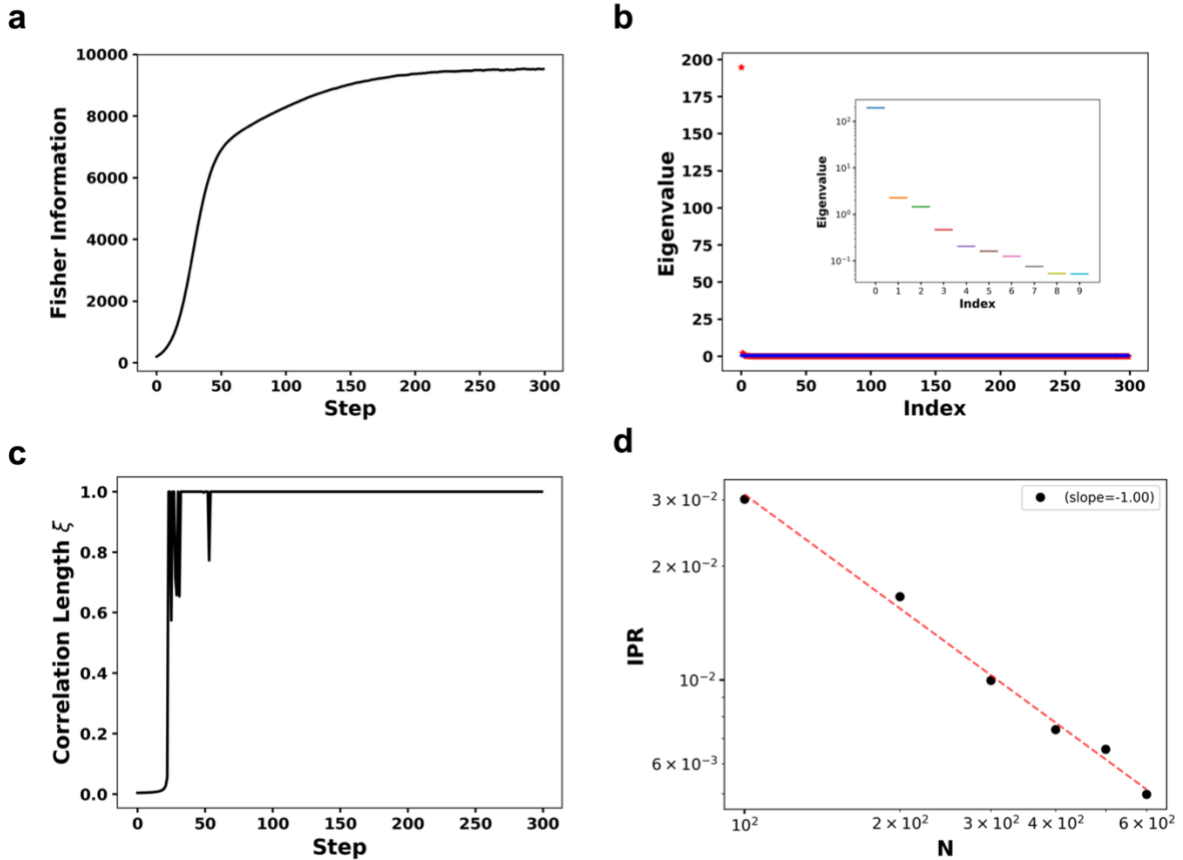 a
Fisher Information
10000
8000
6000
4000
2000
0
0 50 100 150 200 250 300
Step
b
Eigenvalue
200
175
150
125
100
75
50
25
0
0 50 100 150 200 250 300
Index
Eigenvalue
10²
10¹
10⁰
10⁻¹
0 1 2 3 4 5 6 7 8 9
Index
c
Correlation Length ξ
1.0
0.8
0.6
0.4
0.2
0.0
0 50 100 150 200 250 300
Step
d
IPR
(slope=-1.00)
3 × 10⁻²
2 × 10⁻²
10⁻²
6 × 10⁻³
10² 2 × 10² 3 × 10² 4 × 10² 6 × 10²
N